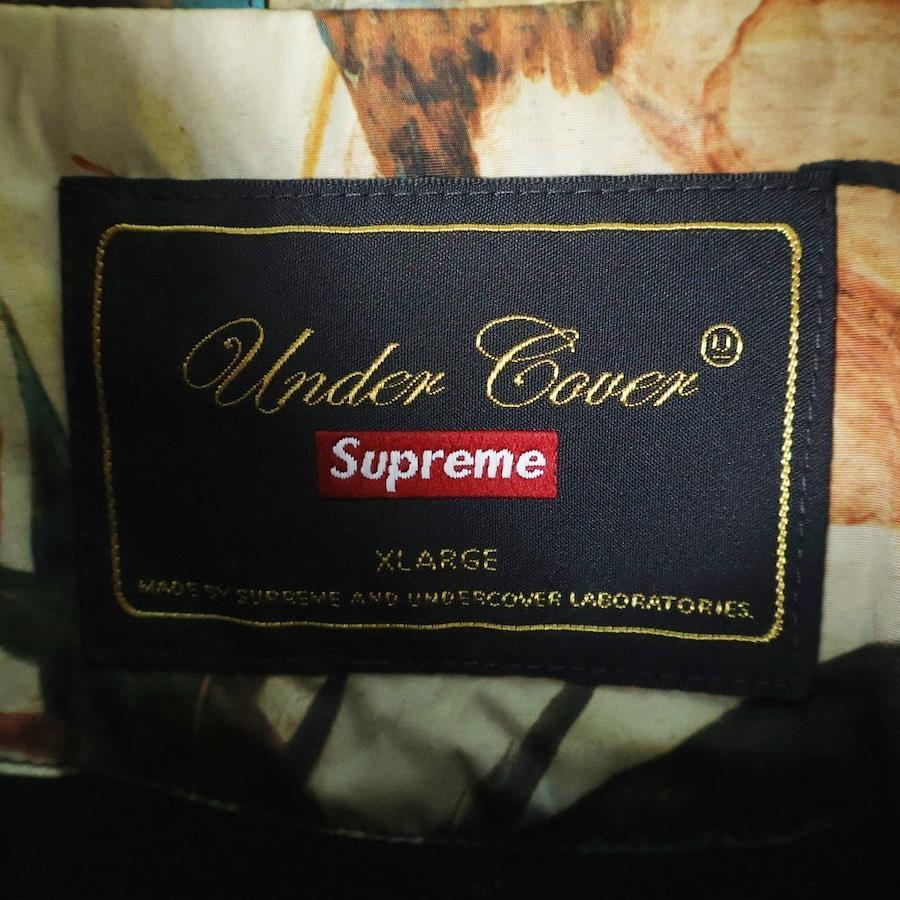 Under Cover
Supreme
XLARGE
MADE BY SUPREME AND UNDERCOVER LABORATORIES.